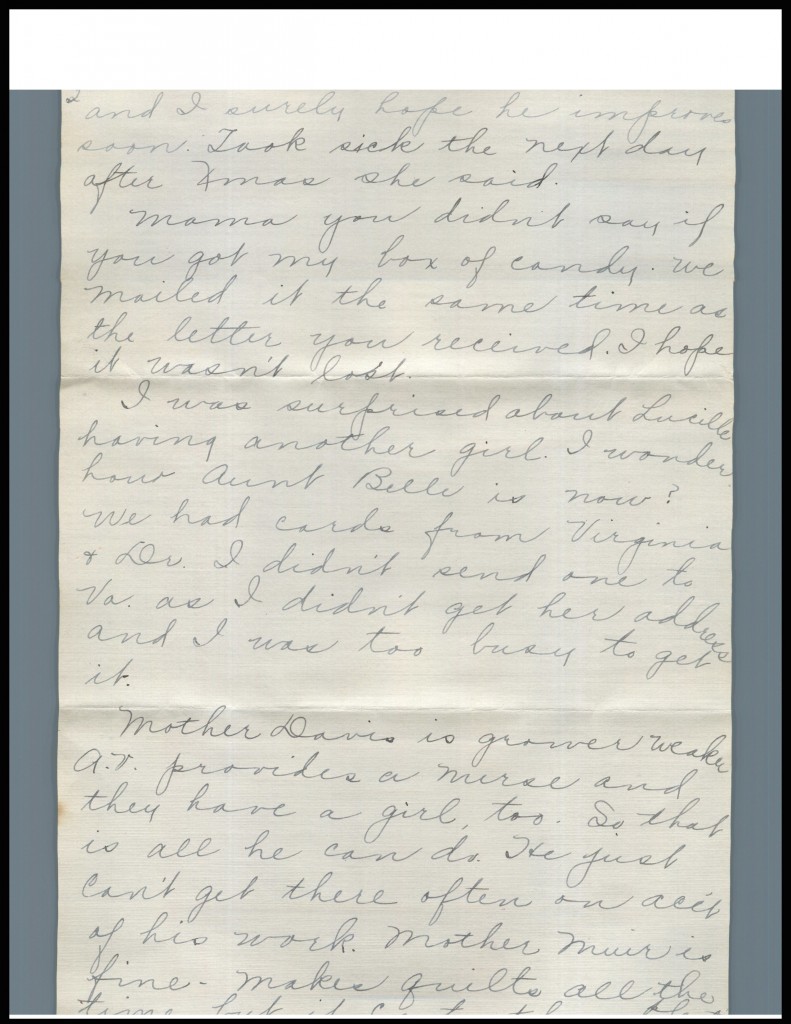 2
and I surely hope he improves
soon. Took sick the next day
after Xmas she said.
Mama you didn't say if
you got my box of candy. We
mailed it the same time as
the letter you received. I hope
it wasn't lost.
I was surprised about Lucille
having another girl. I wonder
how Aunt Belle is now?
We had cards from Virginia
& Dr. I didn't send one to
Va. as I didn't get her address
and I was too busy to get
it.
Mother Davis is grower weaker
A.V. provides a nurse and
they have a girl, too. So that
is all he can do. He just
can't get there often on acct
of his work. Mother Muir is
fine - makes quilts all the
time but it